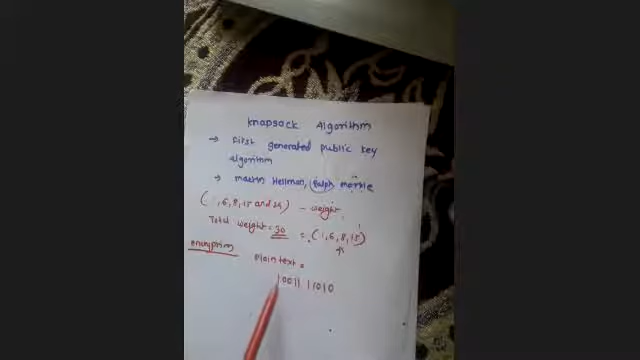 Knapsack Algorithm
→ First generated public key
algorithm
→ Martin Hellman, Ralph Merkle
(1,6,8,15 and 24) - weight
Total weight = 30 = (1,6,8,15)
encryption
Plain text =
10011 11010